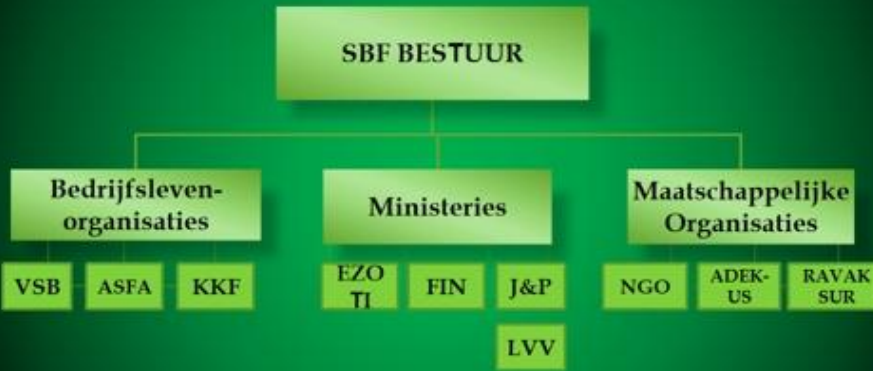 SBF BESTUUR
Bedrijfsleven-
organisaties
VSB
ASFA
KKF
Ministeries
EZO
TI
FIN
J&P
LVV
Maatschappelijke
Organisaties
NGO
ADEK-
US
RAVAK
SUR